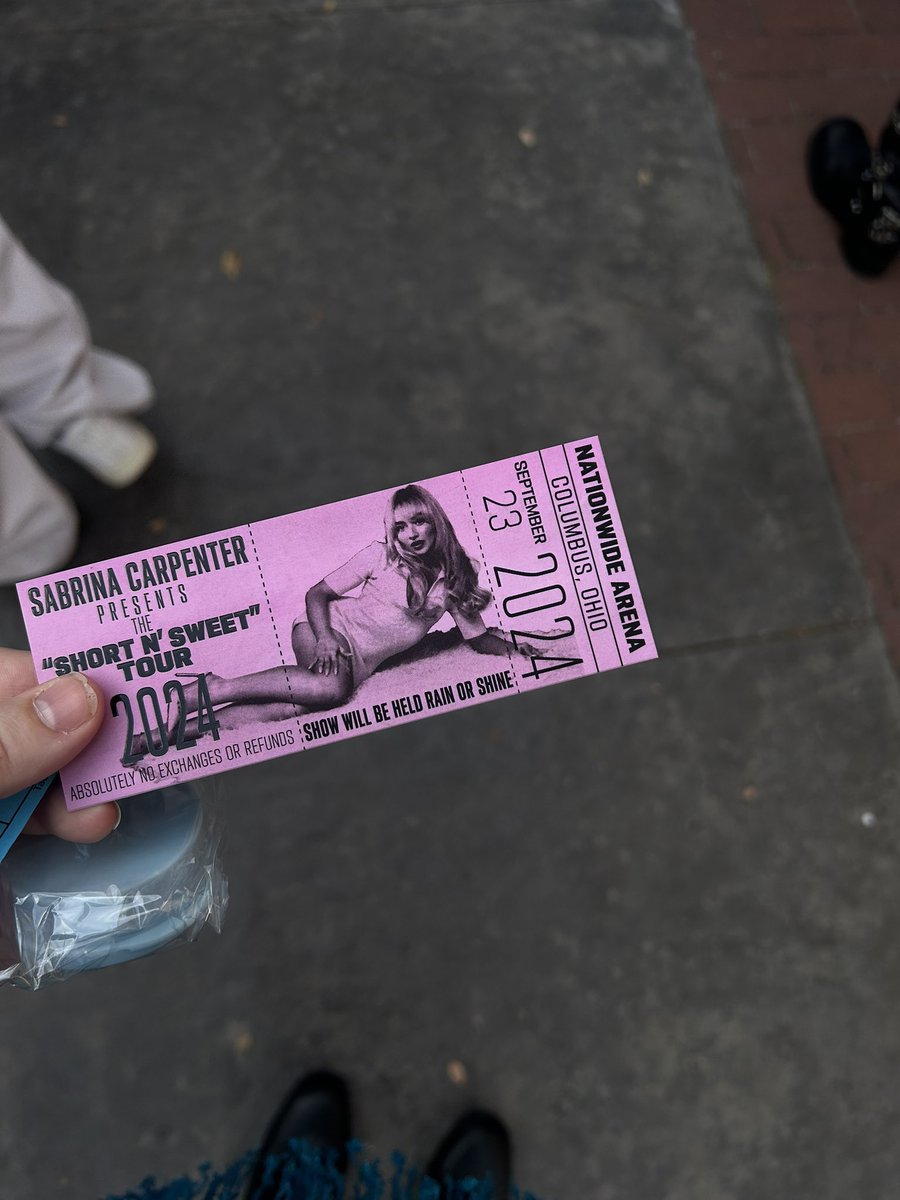 SABRINA CARPENTER
PRESENTS
THE
“SHORT N’ SWEET”
TOUR
2024
ABSOLUTELY NO EXCHANGES OR REFUNDS
SHOW WILL BE HELD RAIN OR SHINE
SEPTEMBER
23
2024
COLUMBUS, OHIO
NATIONWIDE ARENA